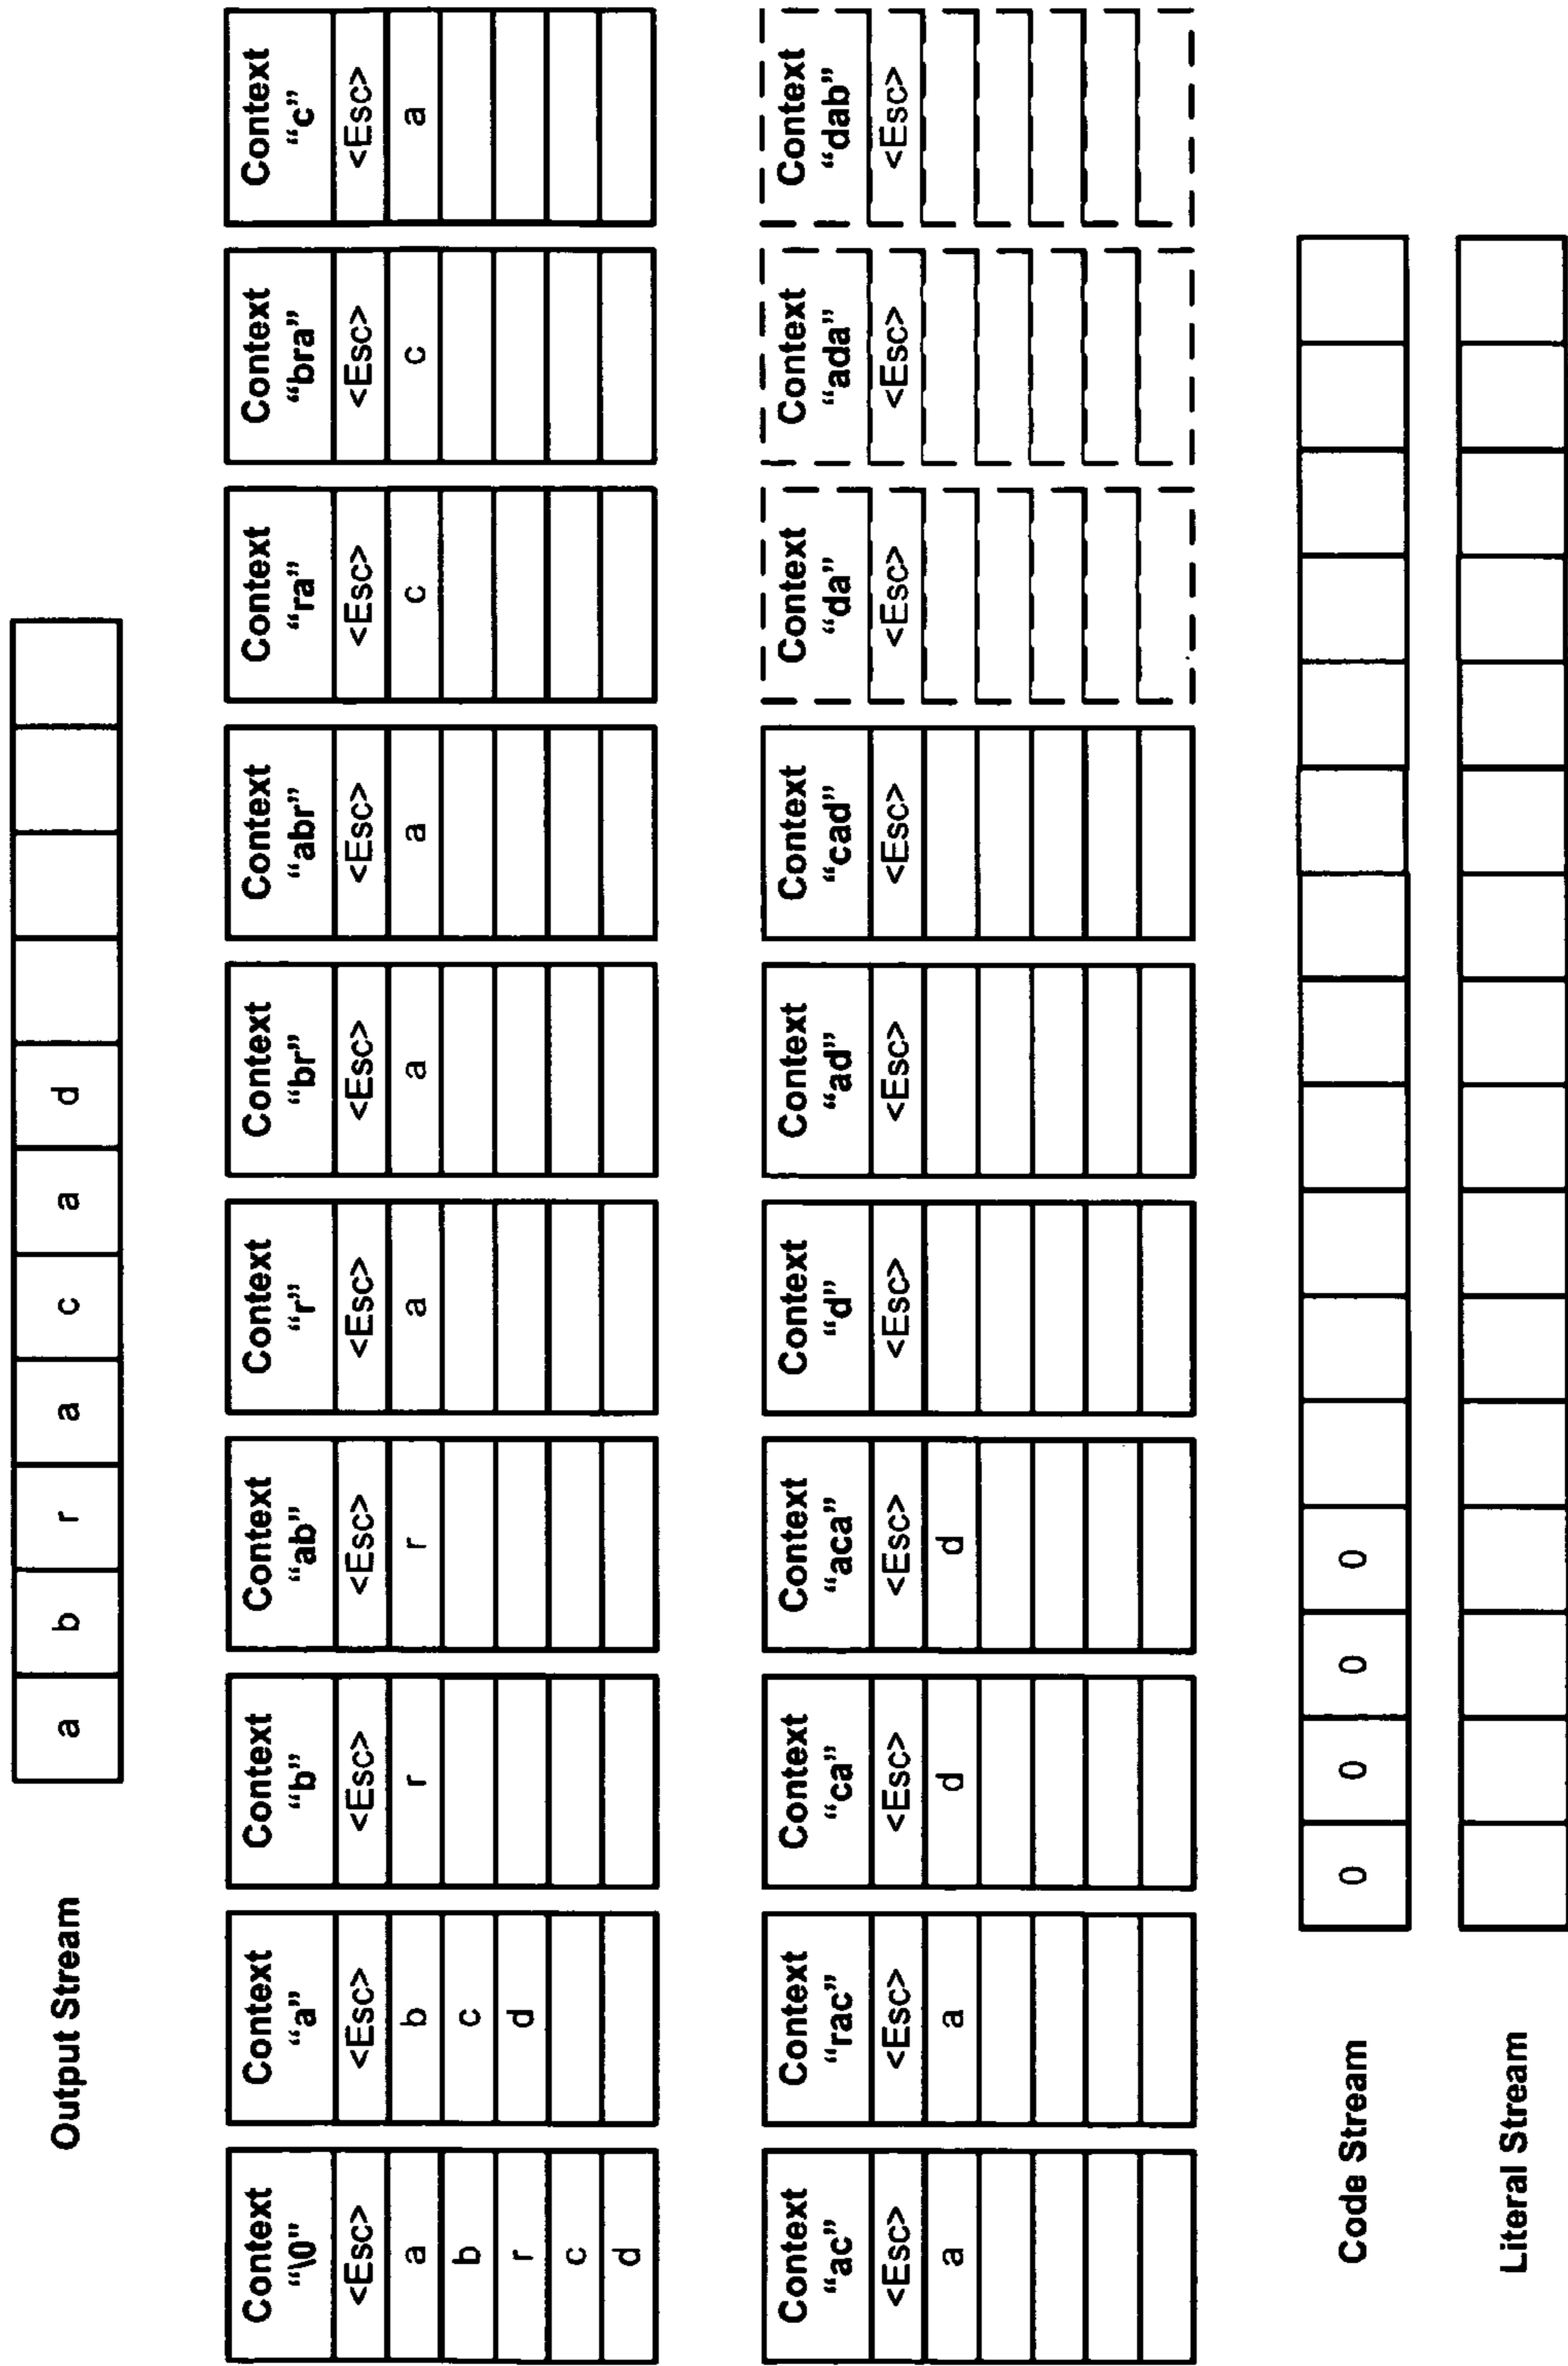 Output Stream
a b r a c a d
Context "\0" Context "a" Context "b" Context "ab" Context "r" Context "br" Context "abr" Context "ra" Context "bra" Context "c"
<Esc> <Esc> <Esc> <Esc> <Esc> <Esc> <Esc> <Esc> <Esc> <Esc>
a b r r a a a c c a
b c
r d
c
d
Context "ac" Context "rac" Context "ca" Context "aca" Context "d" Context "ad" Context "cad" Context "da" Context "ada" Context "dab"
<Esc> <Esc> <Esc> <Esc> <Esc> <Esc> <Esc> <Esc> <Esc> <Esc>
a a d d
Code Stream
0 0 0 0
Literal Stream